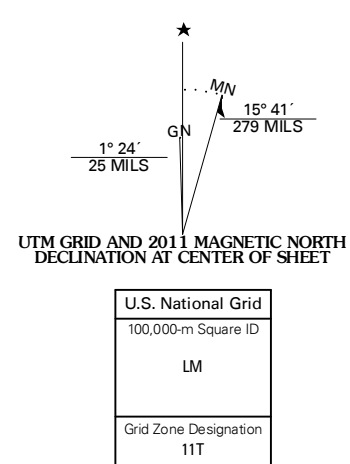 MN
GN
15° 41´
279 MILS
1° 24´
25 MILS
UTM GRID AND 2011 MAGNETIC NORTH
DECLINATION AT CENTER OF SHEET
U.S. National Grid
100,000-m Square ID
LM
Grid Zone Designation
11T